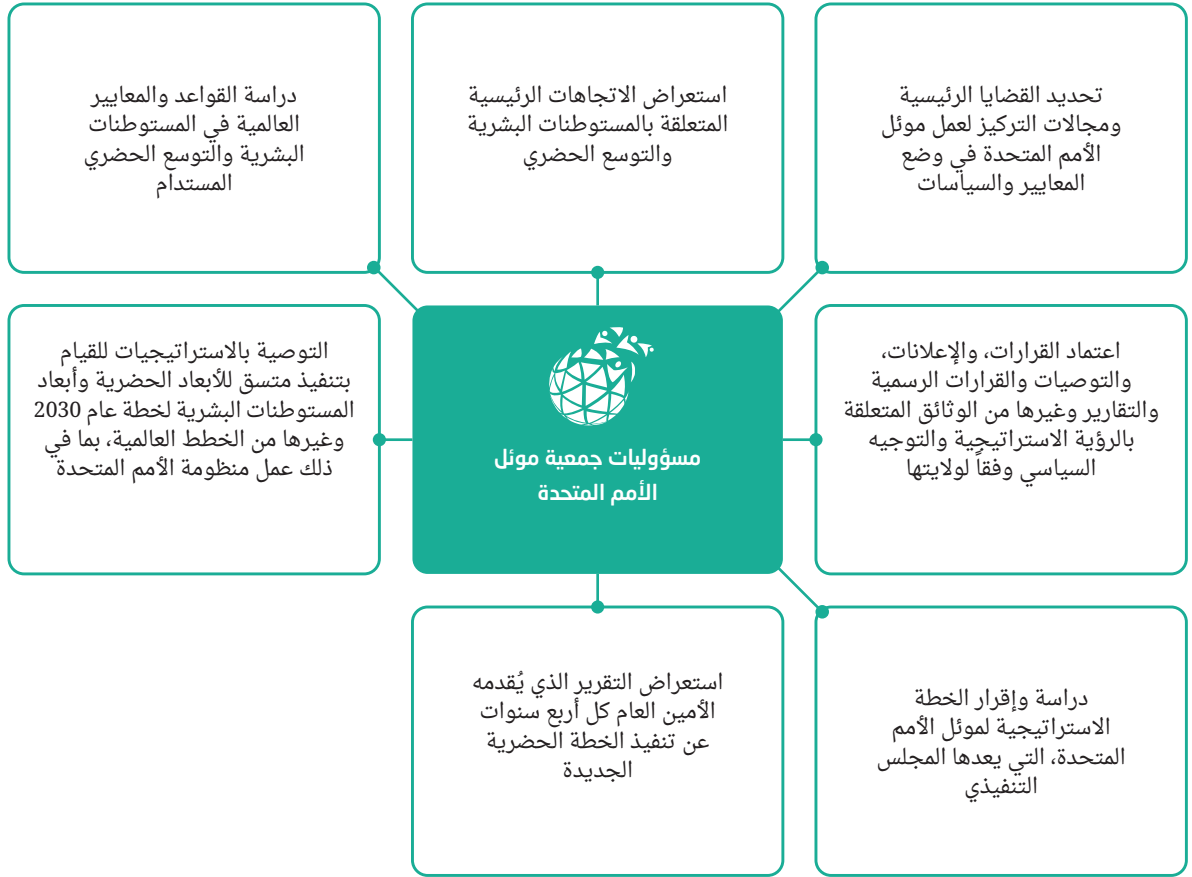 تحديد القضايا الرئيسية
ومجالات التركيز لعمل موئل
الأمم المتحدة في وضع
المعايير والسياسات
استعراض الاتجاهات الرئيسية
المتعلقة بالمستوطنات البشرية
والتوسع الحضري
دراسة القواعد والمعايير
العالمية في المستوطنات
البشرية والتوسع الحضري
المستدام
اعتماد القرارات، والإعلانات،
والتوصيات والقرارات الرسمية
والتقارير وغيرها من الوثائق المتعلقة
بالرؤية الاستراتيجية والتوجيه
السياسي وفقاً لولايتها
مسؤوليات جمعية موئل
الأمم المتحدة
التوصية بالاستراتيجيات للقيام
بتنفيذ متسق للأبعاد الحضرية وأبعاد
المستوطنات البشرية لخطة عام 2030
وغيرها من الخطط العالمية، بما في
ذلك عمل منظومة الأمم المتحدة
دراسة وإقرار الخطة
الاستراتيجية لموئل الأمم
المتحدة، التي يعدها المجلس
التنفيذي
استعراض التقرير الذي يُقدمه
الأمين العام كل أربع سنوات
عن تنفيذ الخطة الحضرية
الجديدة